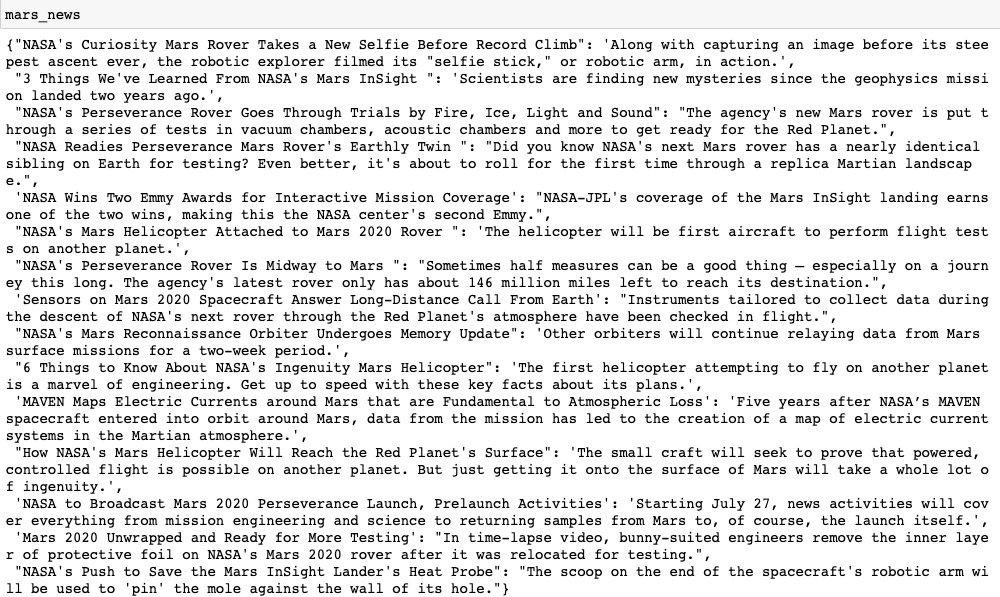 mars_news
{"NASA's Curiosity Mars Rover Takes a New Selfie Before Record Climb": 'Along with capturing an image before its stee
pest ascent ever, the robotic explorer filmed its "selfie stick," or robotic arm, in action.',
"3 Things We've Learned From NASA's Mars InSight ": 'Scientists are finding new mysteries since the geophysics missi
on landed two years ago.',
"NASA's Perseverance Rover Goes Through Trials by Fire, Ice, Light and Sound": "The agency's new Mars rover is put t
hrough a series of tests in vacuum chambers, acoustic chambers and more to get ready for the Red Planet.",
"NASA Readies Perseverance Mars Rover's Earthly Twin ": "Did you know NASA's next Mars rover has a nearly identical
sibling on Earth for testing? Even better, it's about to roll for the first time through a replica Martian landscap
e.",
'NASA Wins Two Emmy Awards for Interactive Mission Coverage': "NASA-JPL's coverage of the Mars InSight landing earns
one of the two wins, making this the NASA center's second Emmy.",
"NASA's Mars Helicopter Attached to Mars 2020 Rover ": 'The helicopter will be first aircraft to perform flight test
s on another planet.',
"NASA's Perseverance Rover Is Midway to Mars ": "Sometimes half measures can be a good thing – especially on a journ
ey this long. The agency's latest rover only has about 146 million miles left to reach its destination.",
'Sensors on Mars 2020 Spacecraft Answer Long-Distance Call From Earth': "Instruments tailored to collect data during
the descent of NASA's next rover through the Red Planet's atmosphere have been checked in flight.",
"NASA's Mars Reconnaissance Orbiter Undergoes Memory Update": 'Other orbiters will continue relaying data from Mars
surface missions for a two-week period.',
"6 Things to Know About NASA's Ingenuity Mars Helicopter": 'The first helicopter attempting to fly on another planet
is a marvel of engineering. Get up to speed with these key facts about its plans.',
'MAVEN Maps Electric Currents around Mars that are Fundamental to Atmospheric Loss': 'Five years after NASA’s MAVEN
spacecraft entered into orbit around Mars, data from the mission has led to the creation of a map of electric current
systems in the Martian atmosphere.',
"How NASA's Mars Helicopter Will Reach the Red Planet's Surface": 'The small craft will seek to prove that powered,
controlled flight is possible on another planet. But just getting it onto the surface of Mars will take a whole lot o
f ingenuity.',
'NASA to Broadcast Mars 2020 Perseverance Launch, Prelaunch Activities': 'Starting July 27, news activities will cov
er everything from mission engineering and science to returning samples from Mars to, of course, the launch itself.',
'Mars 2020 Unwrapped and Ready for More Testing': "In time-lapse video, bunny-suited engineers remove the inner laye
r of protective foil on NASA's Mars 2020 rover after it was relocated for testing.",
"NASA's Push to Save the Mars InSight Lander's Heat Probe": "The scoop on the end of the spacecraft's robotic arm wi
ll be used to 'pin' the mole against the wall of its hole."}